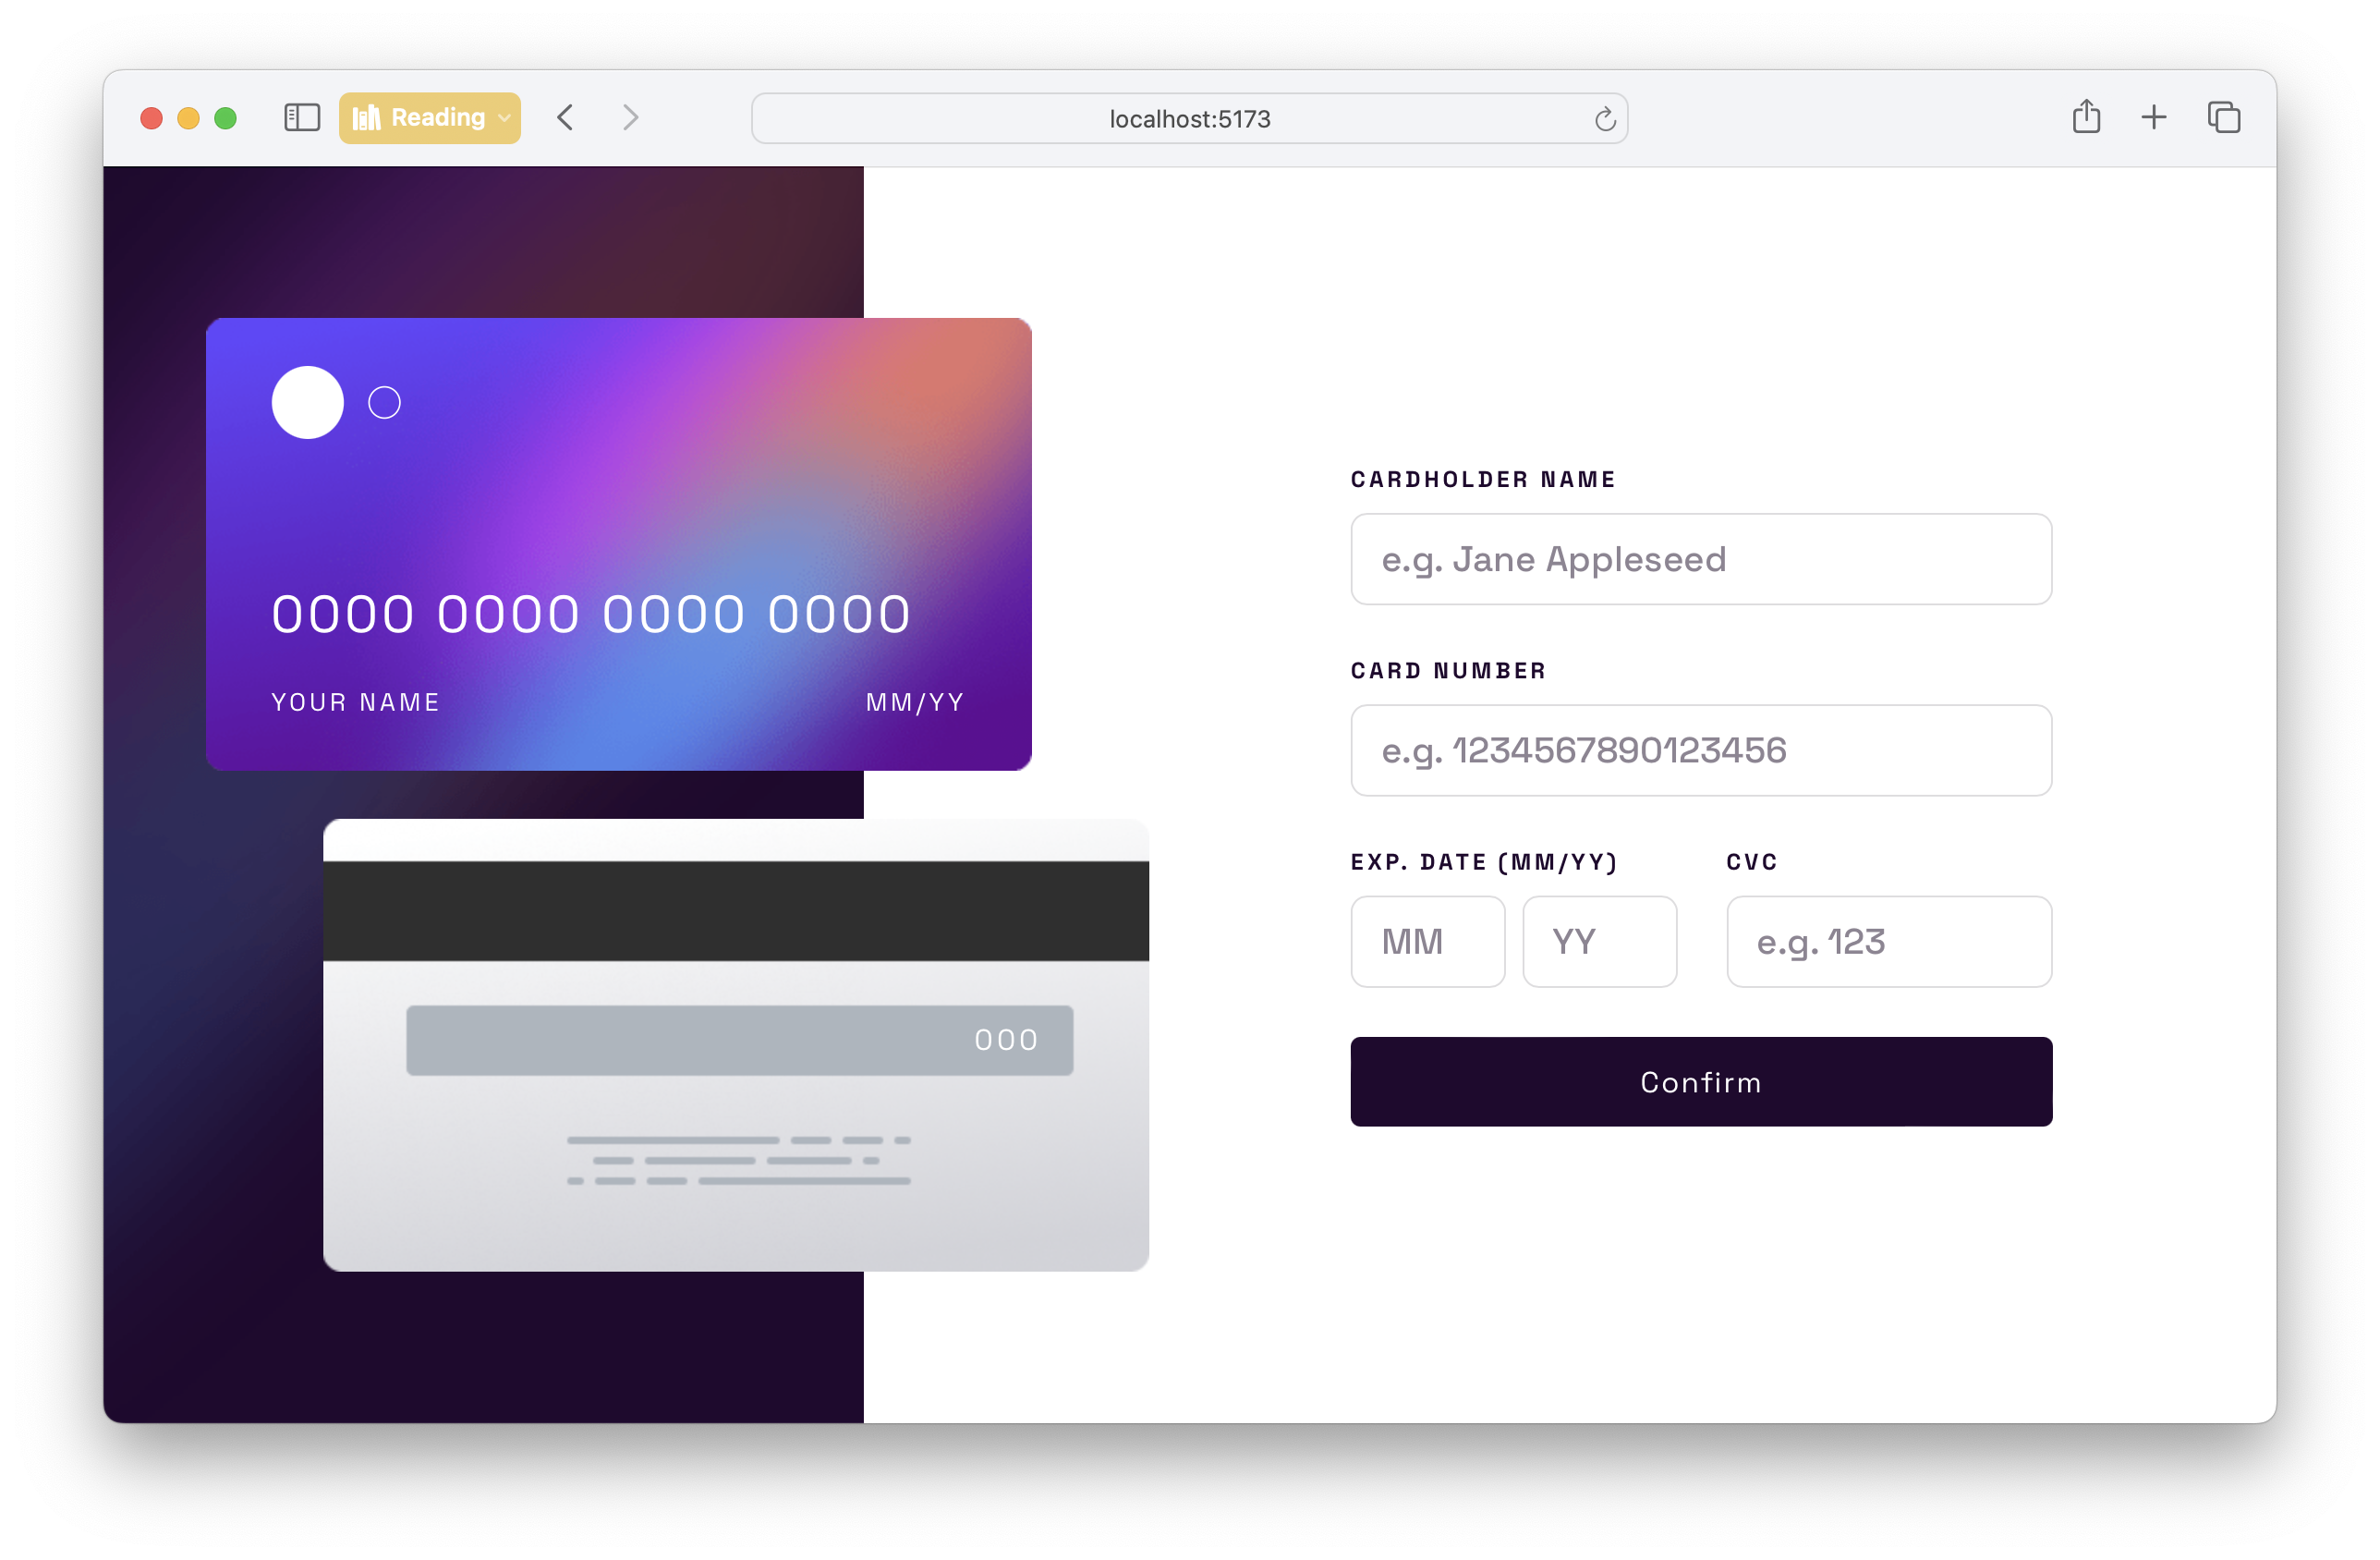 Reading
localhost:5173
0000 0000 0000 0000
YOUR NAME MM/YY
000
CARDHOLDER NAME
e.g. Jane Appleseed
CARD NUMBER
e.g. 1234567890123456
EXP. DATE (MM/YY) CVC
MM YY e.g. 123
Confirm